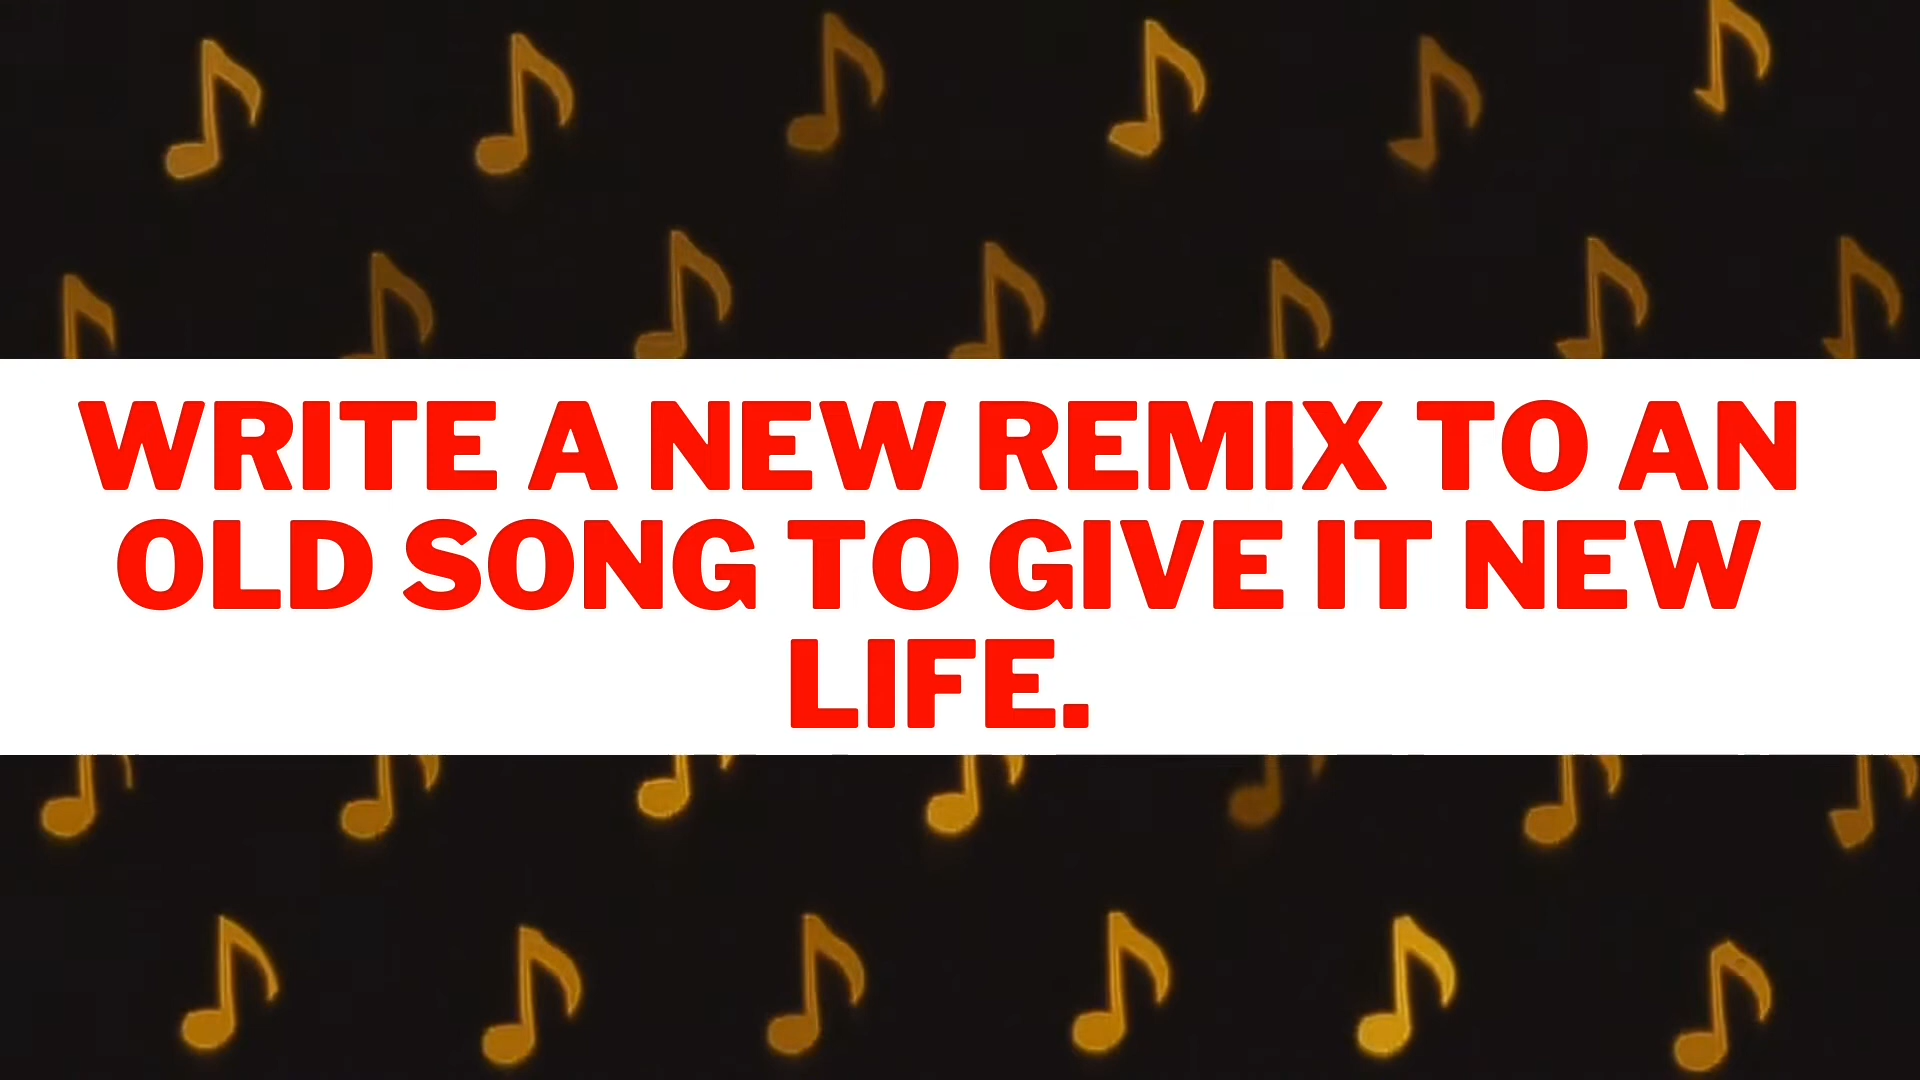 WRITE A NEW REMIX TO AN
OLD SONG TO GIVE IT NEW
LIFE.